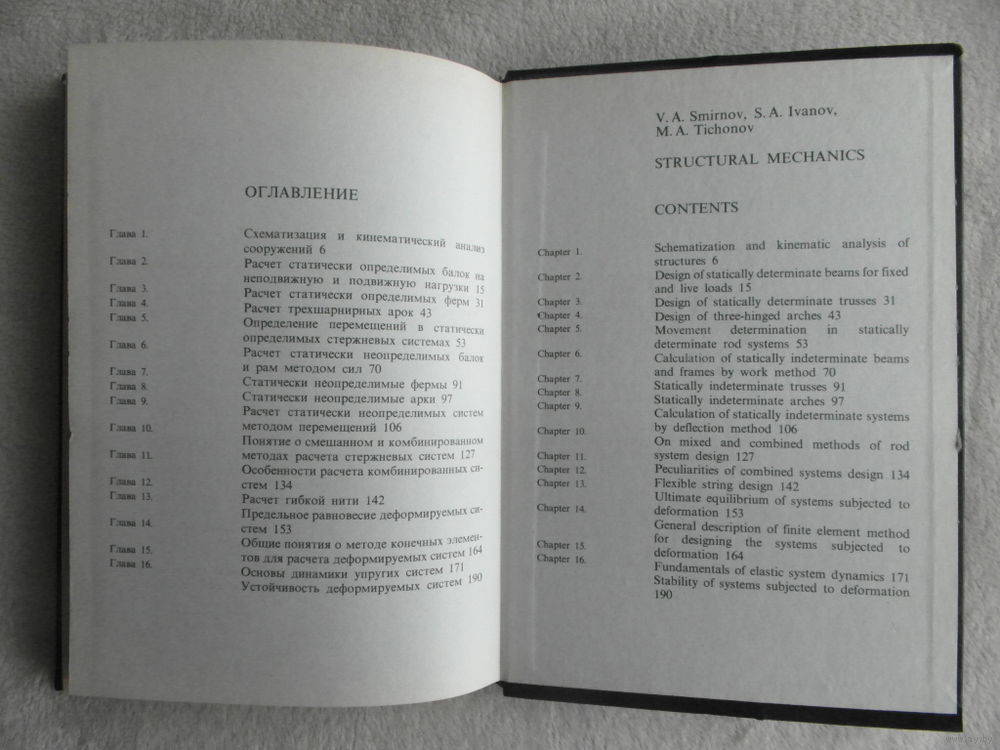 ОГЛАВЛЕНИЕ
Глава 1. Схематизация и кинематический анализ
сооружений 6
Глава 2. Расчет статически определимых балок на
неподвижную и подвижную нагрузки 15
Глава 3. Расчет статически определимых ферм 31
Глава 4. Расчет трехшарнирных арок 43
Глава 5. Определение перемещений в статически
определимых стержневых системах 53
Глава 6. Расчет статически неопределимых балок
и рам методом сил 70
Глава 7. Статически неопределимые фермы 91
Глава 8. Статически неопределимые арки 97
Глава 9. Расчет статически неопределимых систем
методом перемещений 106
Глава 10. Понятие о смешанном и комбинированном
методах расчета стержневых систем 127
Глава 11. Особенности расчета комбинированных си-
стем 134
Глава 12. Расчет гибкой нити 142
Глава 13. Предельное равновесие деформируемых си-
стем 153
Глава 14. Общие понятия о методе конечных элемен-
тов для расчета деформируемых систем 164
Глава 15. Основы динамики упругих систем 171
Глава 16. Устойчивость деформируемых систем 190
V. A. Smirnov, S. A. Ivanov,
M. A. Tichonov
STRUCTURAL MECHANICS
CONTENTS
Chapter 1. Schematization and kinematic analysis of
structures 6
Chapter 2. Design of statically determinate beams for fixed
and live loads 15
Chapter 3. Design of statically determinate trusses 31
Chapter 4. Design of three-hinged arches 43
Chapter 5. Movement determination in statically
determinate rod systems 53
Chapter 6. Calculation of statically indeterminate beams
and frames by work method 70
Chapter 7. Statically indeterminate trusses 91
Chapter 8. Statically indeterminate arches 97
Chapter 9. Calculation of statically indeterminate systems
by deflection method 106
Chapter 10. On mixed and combined methods of rod
system design 127
Chapter 11. Peculiarities of combined systems design 134
Chapter 12. Flexible string design 142
Chapter 13. Ultimate equilibrium of systems subjected to
deformation 153
Chapter 14. General description of finite element method
for designing the systems subjected to
deformation 164
Chapter 15. Fundamentals of elastic system dynamics 171
Chapter 16. Stability of systems subjected to deformation
190